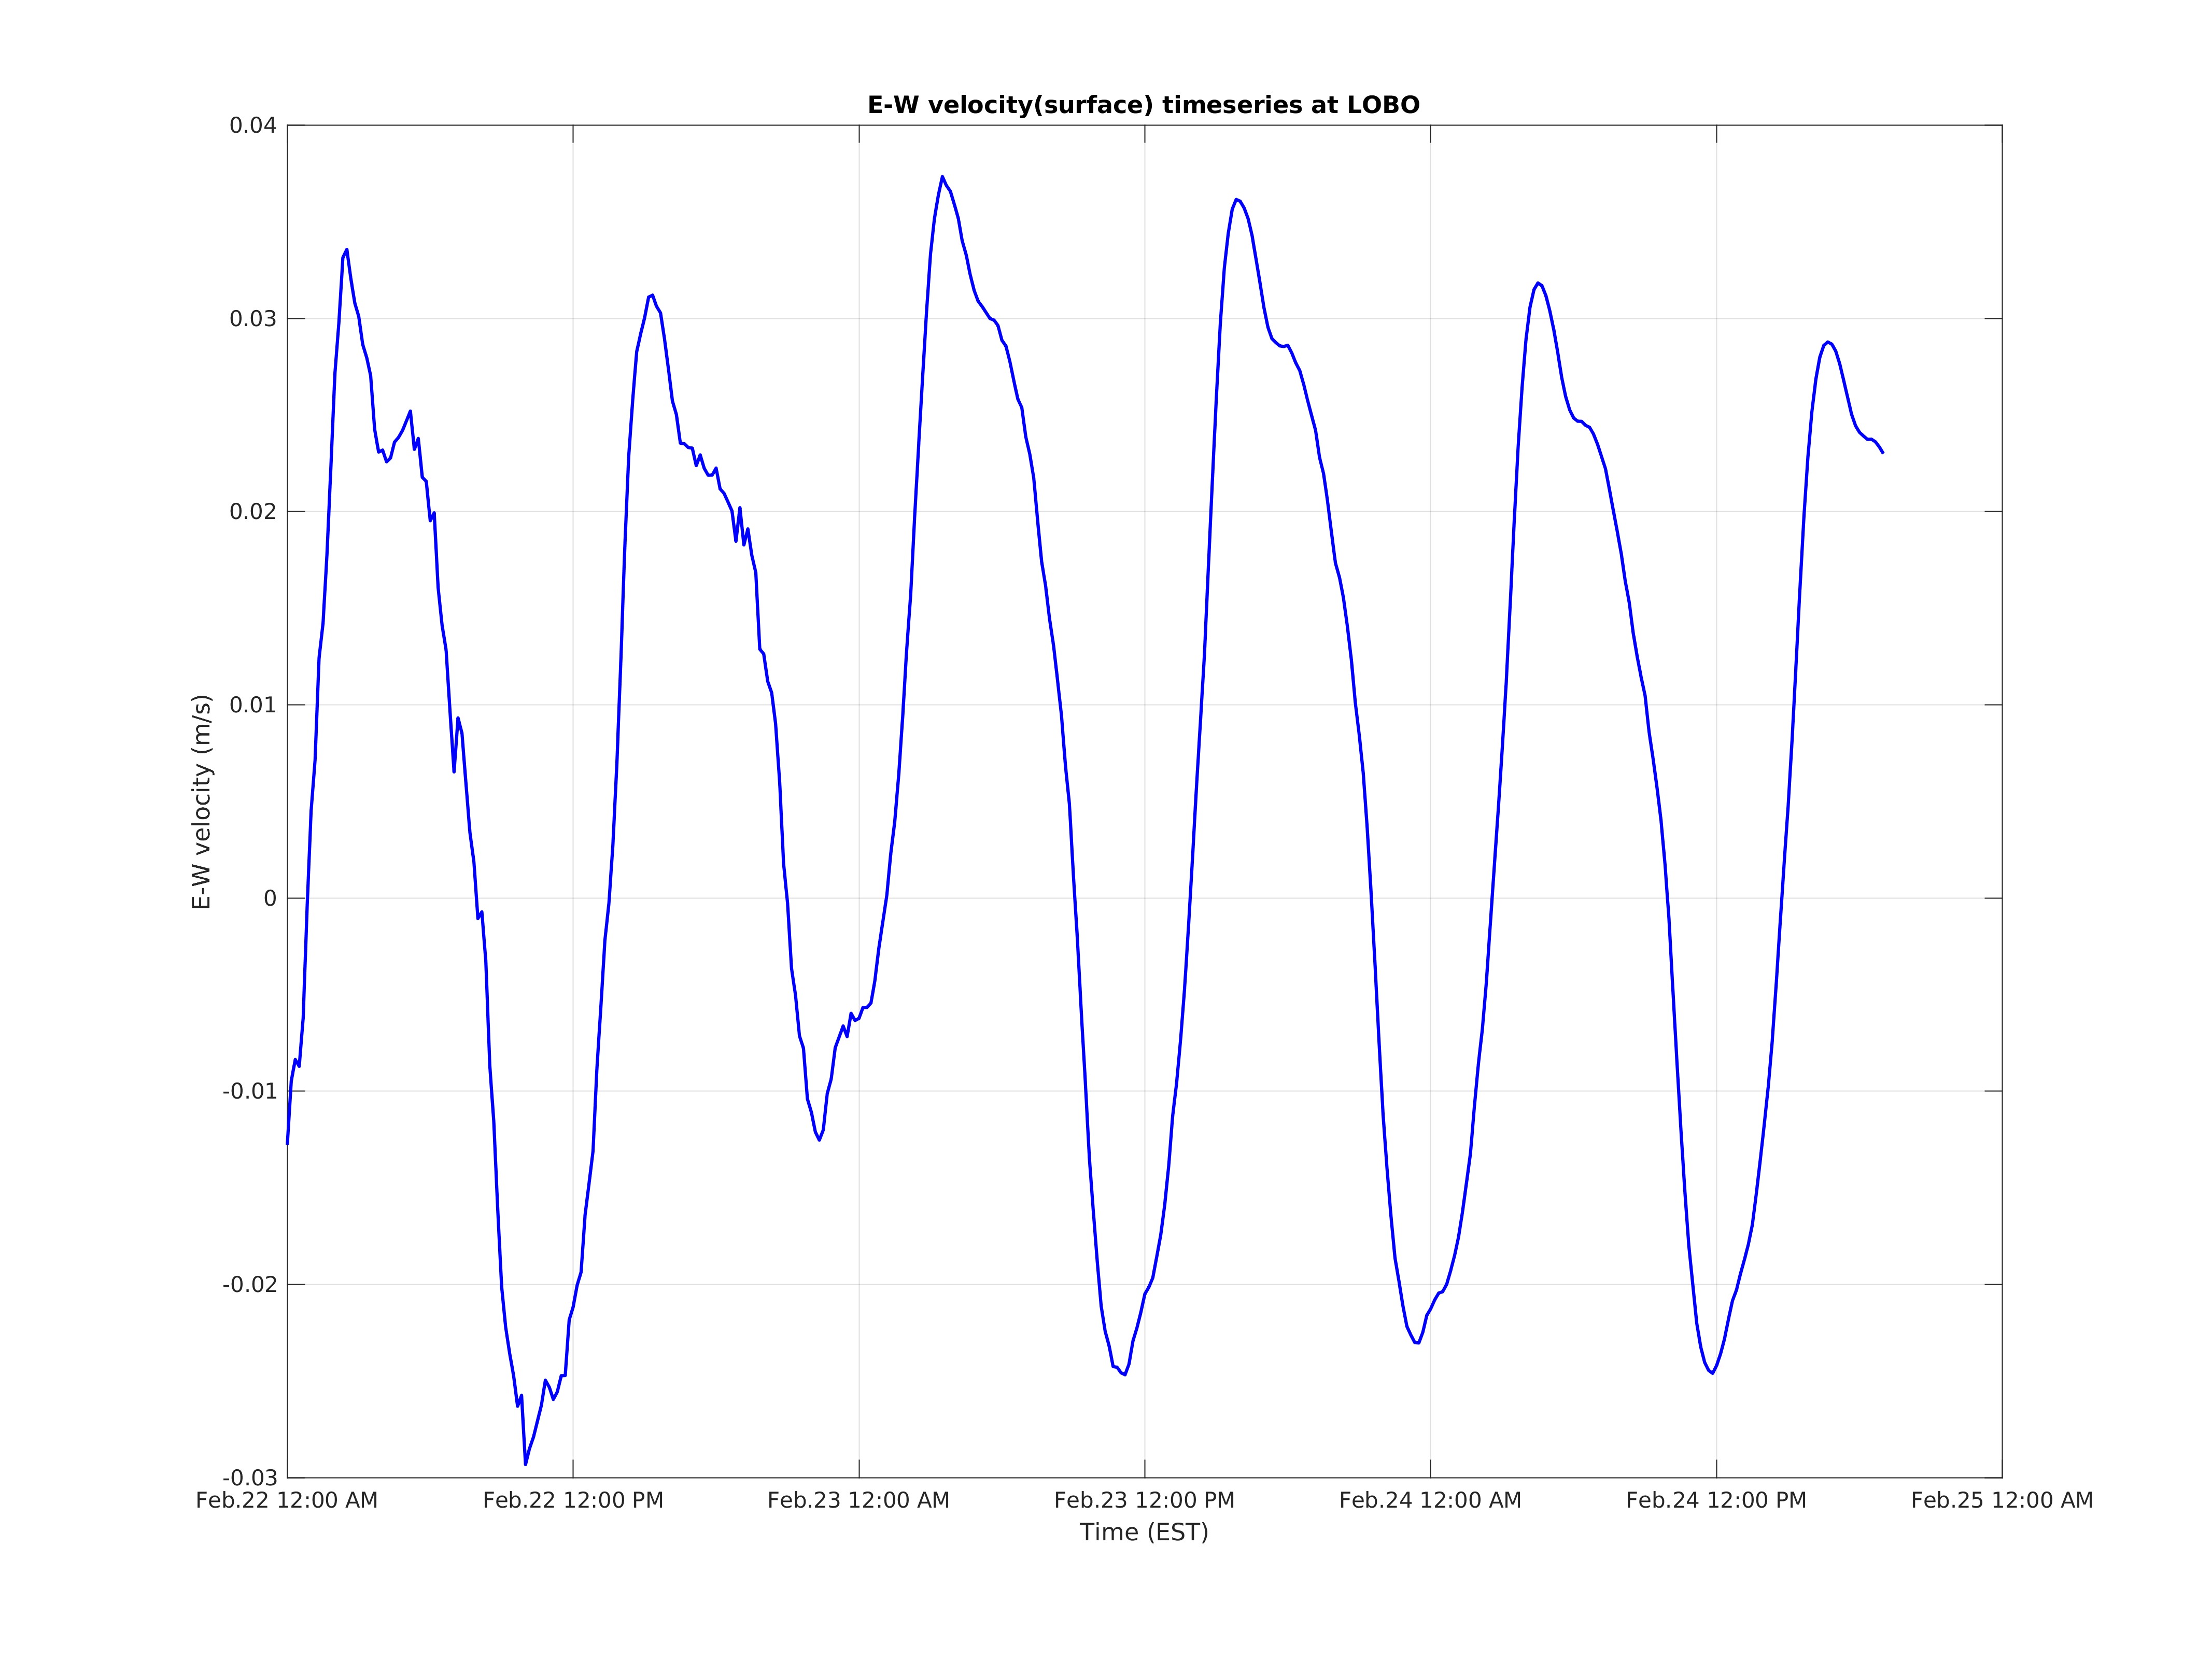 E-W velocity(surface) timeseries at LOBO
0.04
0.03
0.02
0.01
0
-0.01
-0.02
-0.03
E-W velocity (m/s)
Feb.22 12:00 AM
Feb.22 12:00 PM
Feb.23 12:00 AM
Feb.23 12:00 PM
Feb.24 12:00 AM
Feb.24 12:00 PM
Feb.25 12:00 AM
Time (EST)